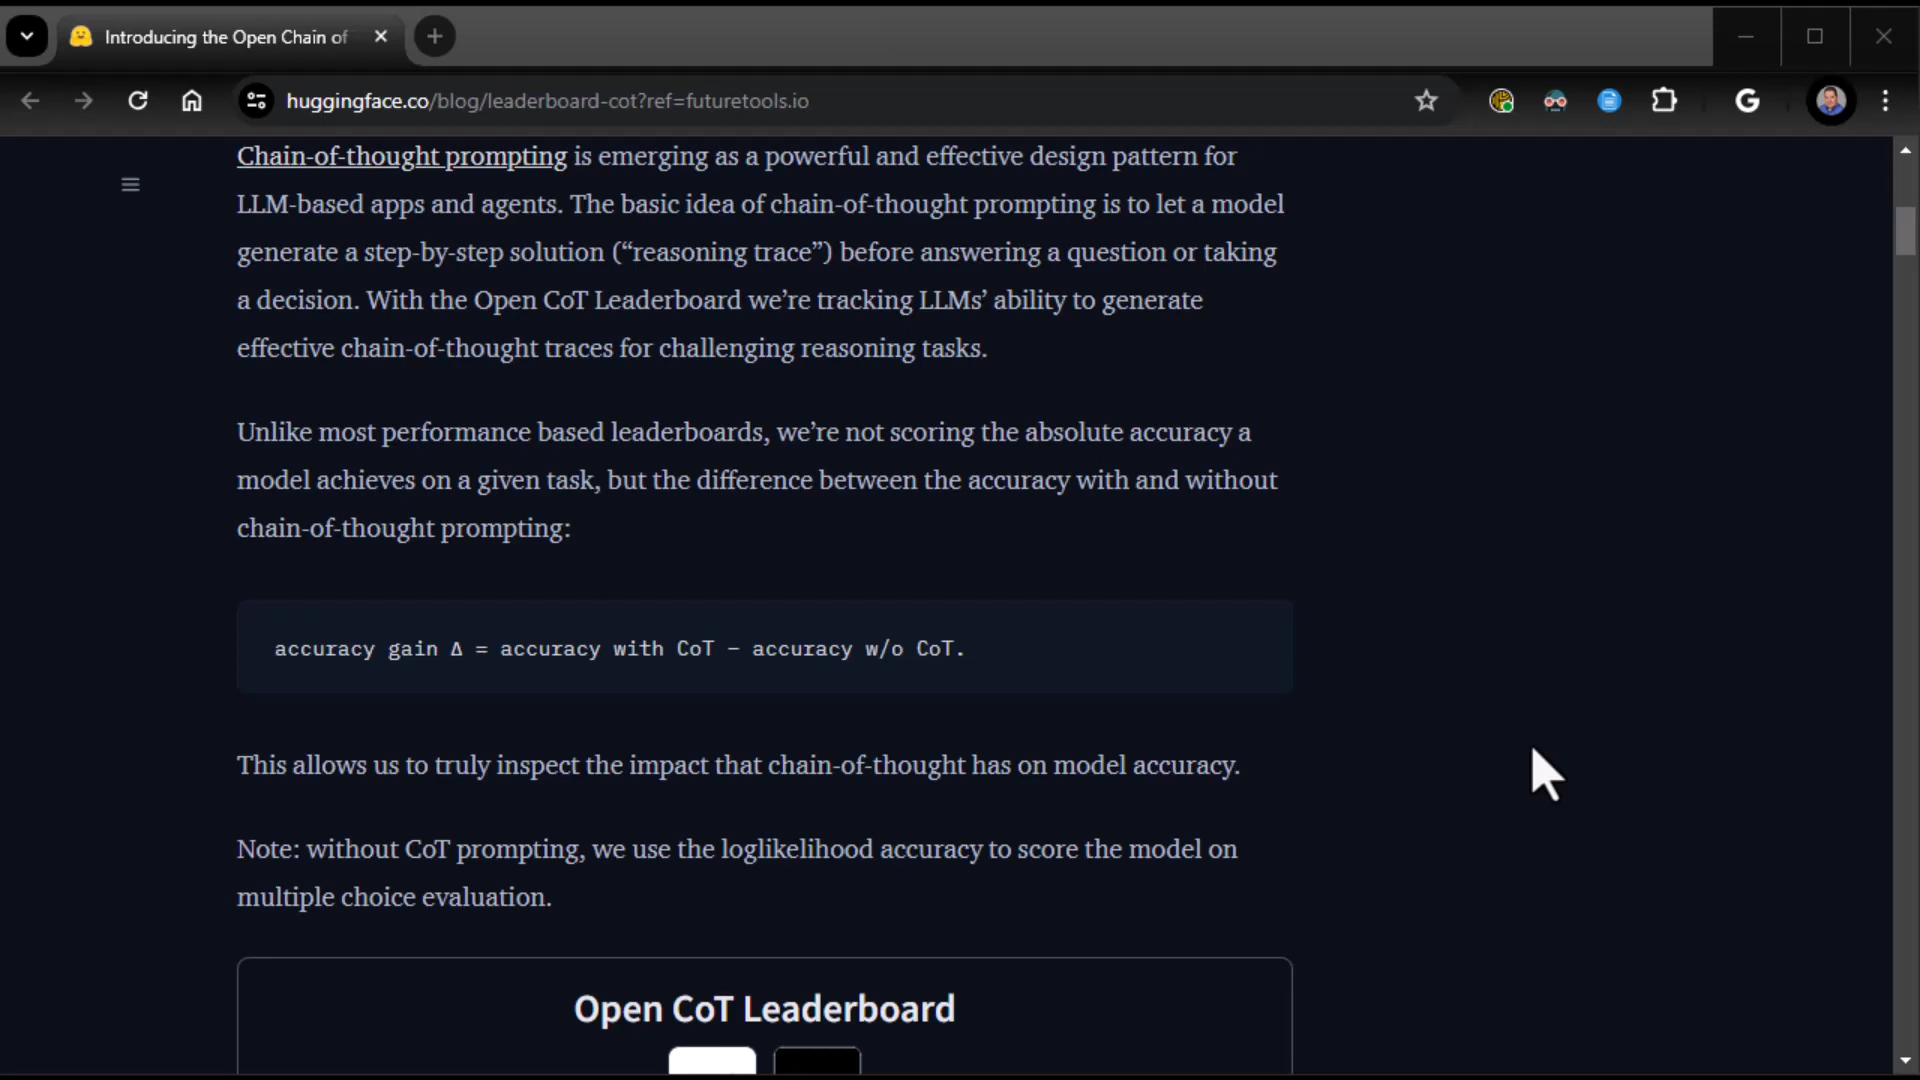 Introducing the Open Chain of
huggingface.co/blog/leaderboard-cot?ref=futuretools.io
Chain-of-thought prompting is emerging as a powerful and effective design pattern for
LLM-based apps and agents. The basic idea of chain-of-thought prompting is to let a model
generate a step-by-step solution (“reasoning trace”) before answering a question or taking
a decision. With the Open CoT Leaderboard we’re tracking LLMs’ ability to generate
effective chain-of-thought traces for challenging reasoning tasks.
Unlike most performance based leaderboards, we’re not scoring the absolute accuracy a
model achieves on a given task, but the difference between the accuracy with and without
chain-of-thought prompting:
accuracy gain Δ = accuracy with CoT – accuracy w/o CoT.
This allows us to truly inspect the impact that chain-of-thought has on model accuracy.
Note: without CoT prompting, we use the loglikelihood accuracy to score the model on
multiple choice evaluation.
Open CoT Leaderboard